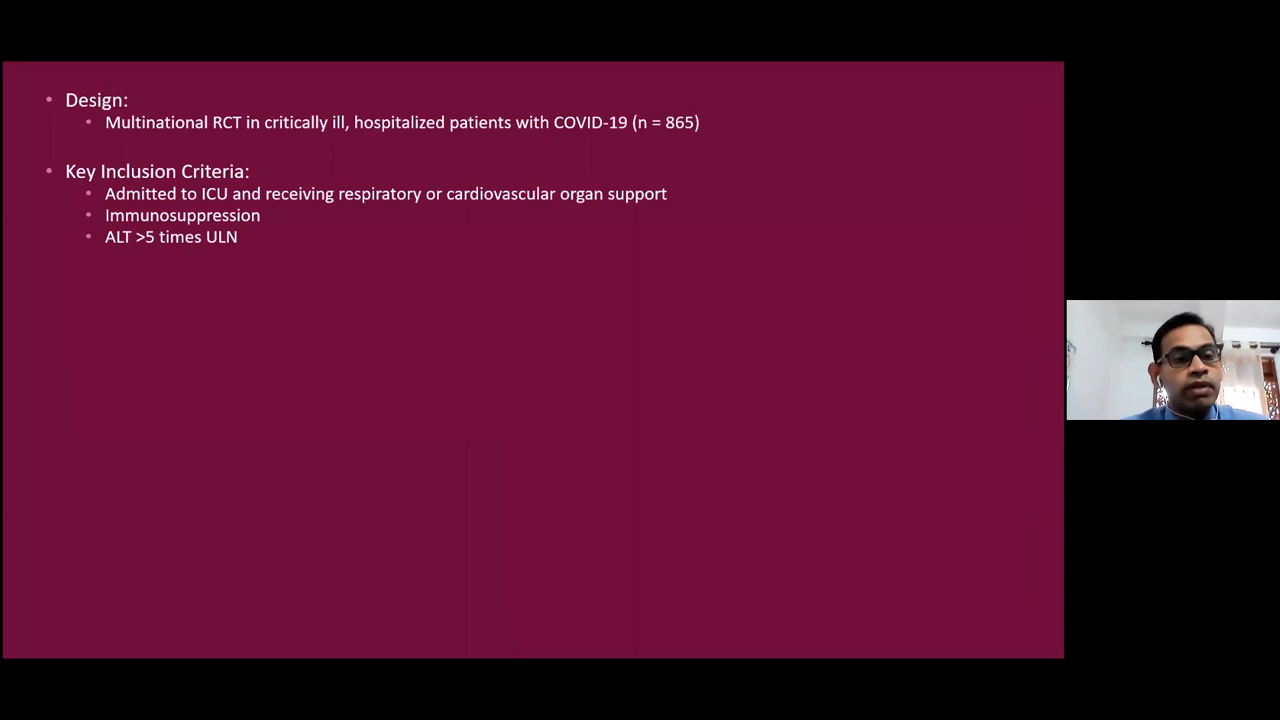 • Design:
• Multinational RCT in critically ill, hospitalized patients with COVID-19 (n = 865)
• Key Inclusion Criteria:
• Admitted to ICU and receiving respiratory or cardiovascular organ support
• Immunosuppression
• ALT >5 times ULN